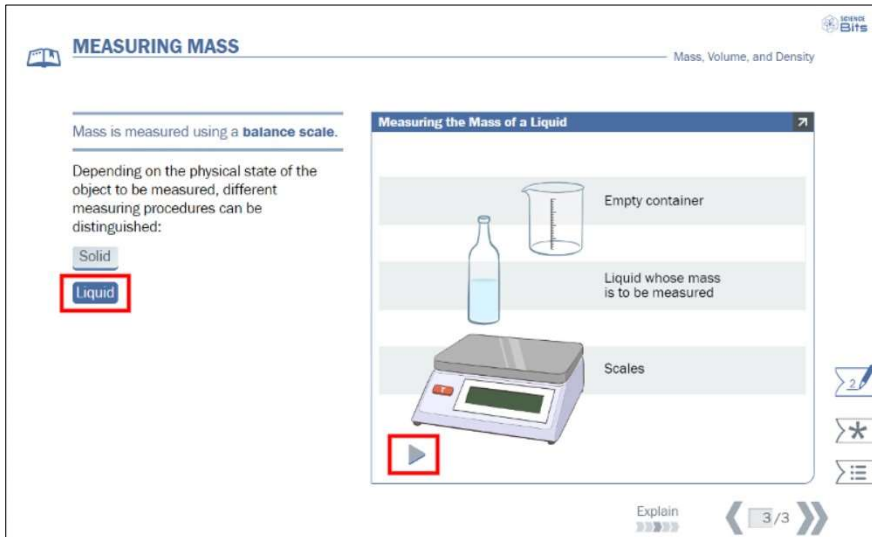 SCIENCE
Bits
MEASURING MASS
Mass, Volume, and Density
Mass is measured using a balance scale.
Depending on the physical state of the
object to be measured, different
measuring procedures can be
distinguished:
Solid
Liquid
Measuring the Mass of a Liquid
Empty container
Liquid whose mass
is to be measured
Scales
T
2
Explain
3/3